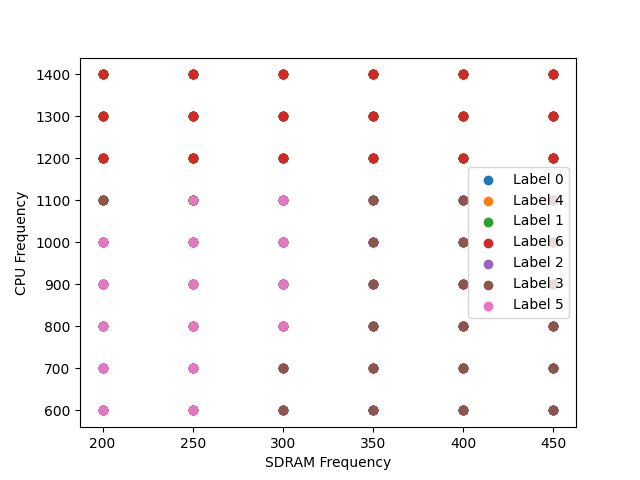 1400
1300
1200
1100
1000
900
800
700
600
CPU Frequency
Label 0
Label 4
Label 1
Label 6
Label 2
Label 3
Label 5
200
250
300
350
400
450
SDRAM Frequency